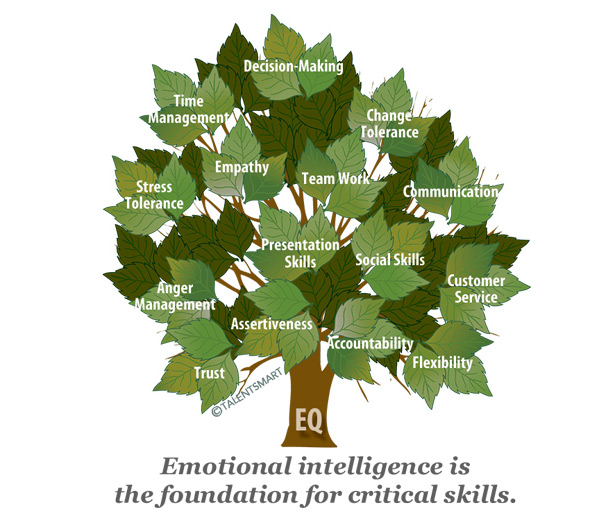 Decision-Making
Time
Management
Change
Tolerance
Empathy
Team Work
Stress
Tolerance
Communication
Presentation
Skills
Social Skills
Customer
Service
Anger
Management
Assertiveness
Accountability
Flexibility
Trust
©TALENTSMART
EQ
Emotional intelligence is
the foundation for critical skills.